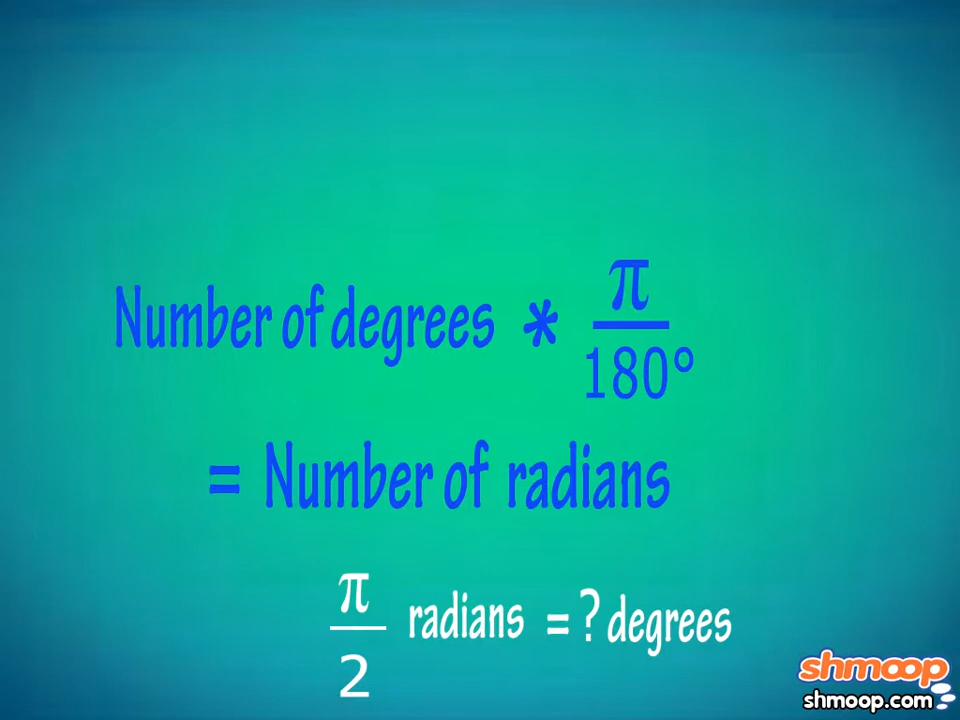 Number of degrees * π/180°
= Number of radians
π/2 radians = ? degrees
shmoop
shmoop.com